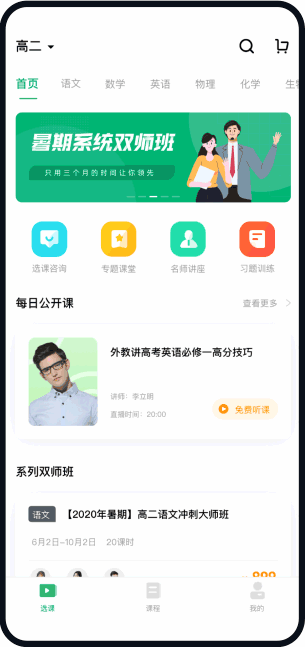 高二
首页 语文 数学 英语 物理 化学
暑期系统双师班
只用三个月的时间让你领先
选课咨询 专题课堂 名师讲座 习题训练
每日公开课 查看更多
外教讲高考英语必修一高分技巧
讲师：李立明
直播时间：20:00
免费听课
系列双师班
语文 【2020年暑期】高二语文冲刺大师班
6月2日~10月2日 20课时
选课 课程 我的